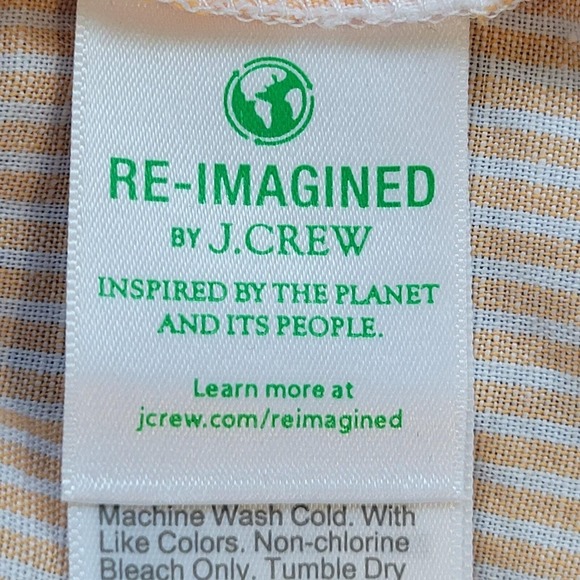 RE-IMAGINED
BY J.CREW
INSPIRED BY THE PLANET
AND ITS PEOPLE.
Learn more at
jcrew.com/reimagined
Machine Wash Cold. With
Like Colors. Non-chlorine
Bleach Only. Tumble Dry